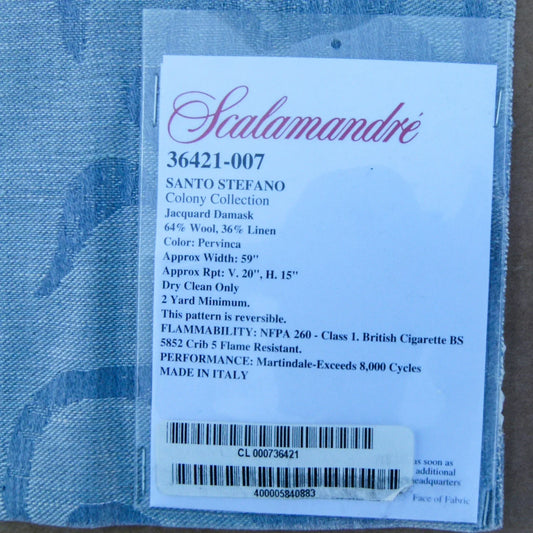 Scalamandré
36421-007
SANTO STEFANO
Colony Collection
Jacquard Damask
64% Wool, 36% Linen
Color: Pervinca
Approx Width: 59"
Approx Rpt: V. 20", H. 15"
Dry Clean Only
2 Yard Minimum.
This pattern is reversible.
FLAMMABILITY: NFPA 260 - Class 1. British Cigarette BS
5852 Crib 5 Flame Resistant.
PERFORMANCE: Martindale-Exceeds 8,000 Cycles
MADE IN ITALY
CL 000736421
as soon as
additional
headquarters
400005840883
Face of Fabric